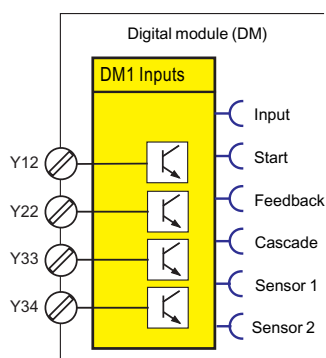 Digital module (DM)
DM1 Inputs
Input
Y12
Start
Y22
Feedback
Y33
Cascade
Sensor 1
Y34
Sensor 2